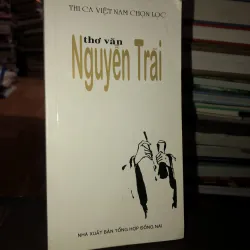 THI CA VIỆT NAM CHỌN LỌC
thơ văn
Nguyễn Trãi
NHÀ XUẤT BẢN TỔNG HỢP ĐỒNG NAI